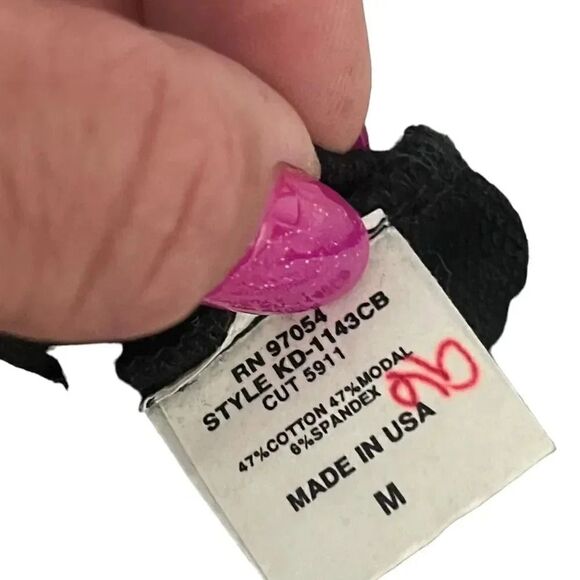 RN 97054
STYLE KD-1143CB
CUT 5911
47%COTTON 47%MODAL
6%SPANDEX
MADE IN USA
M